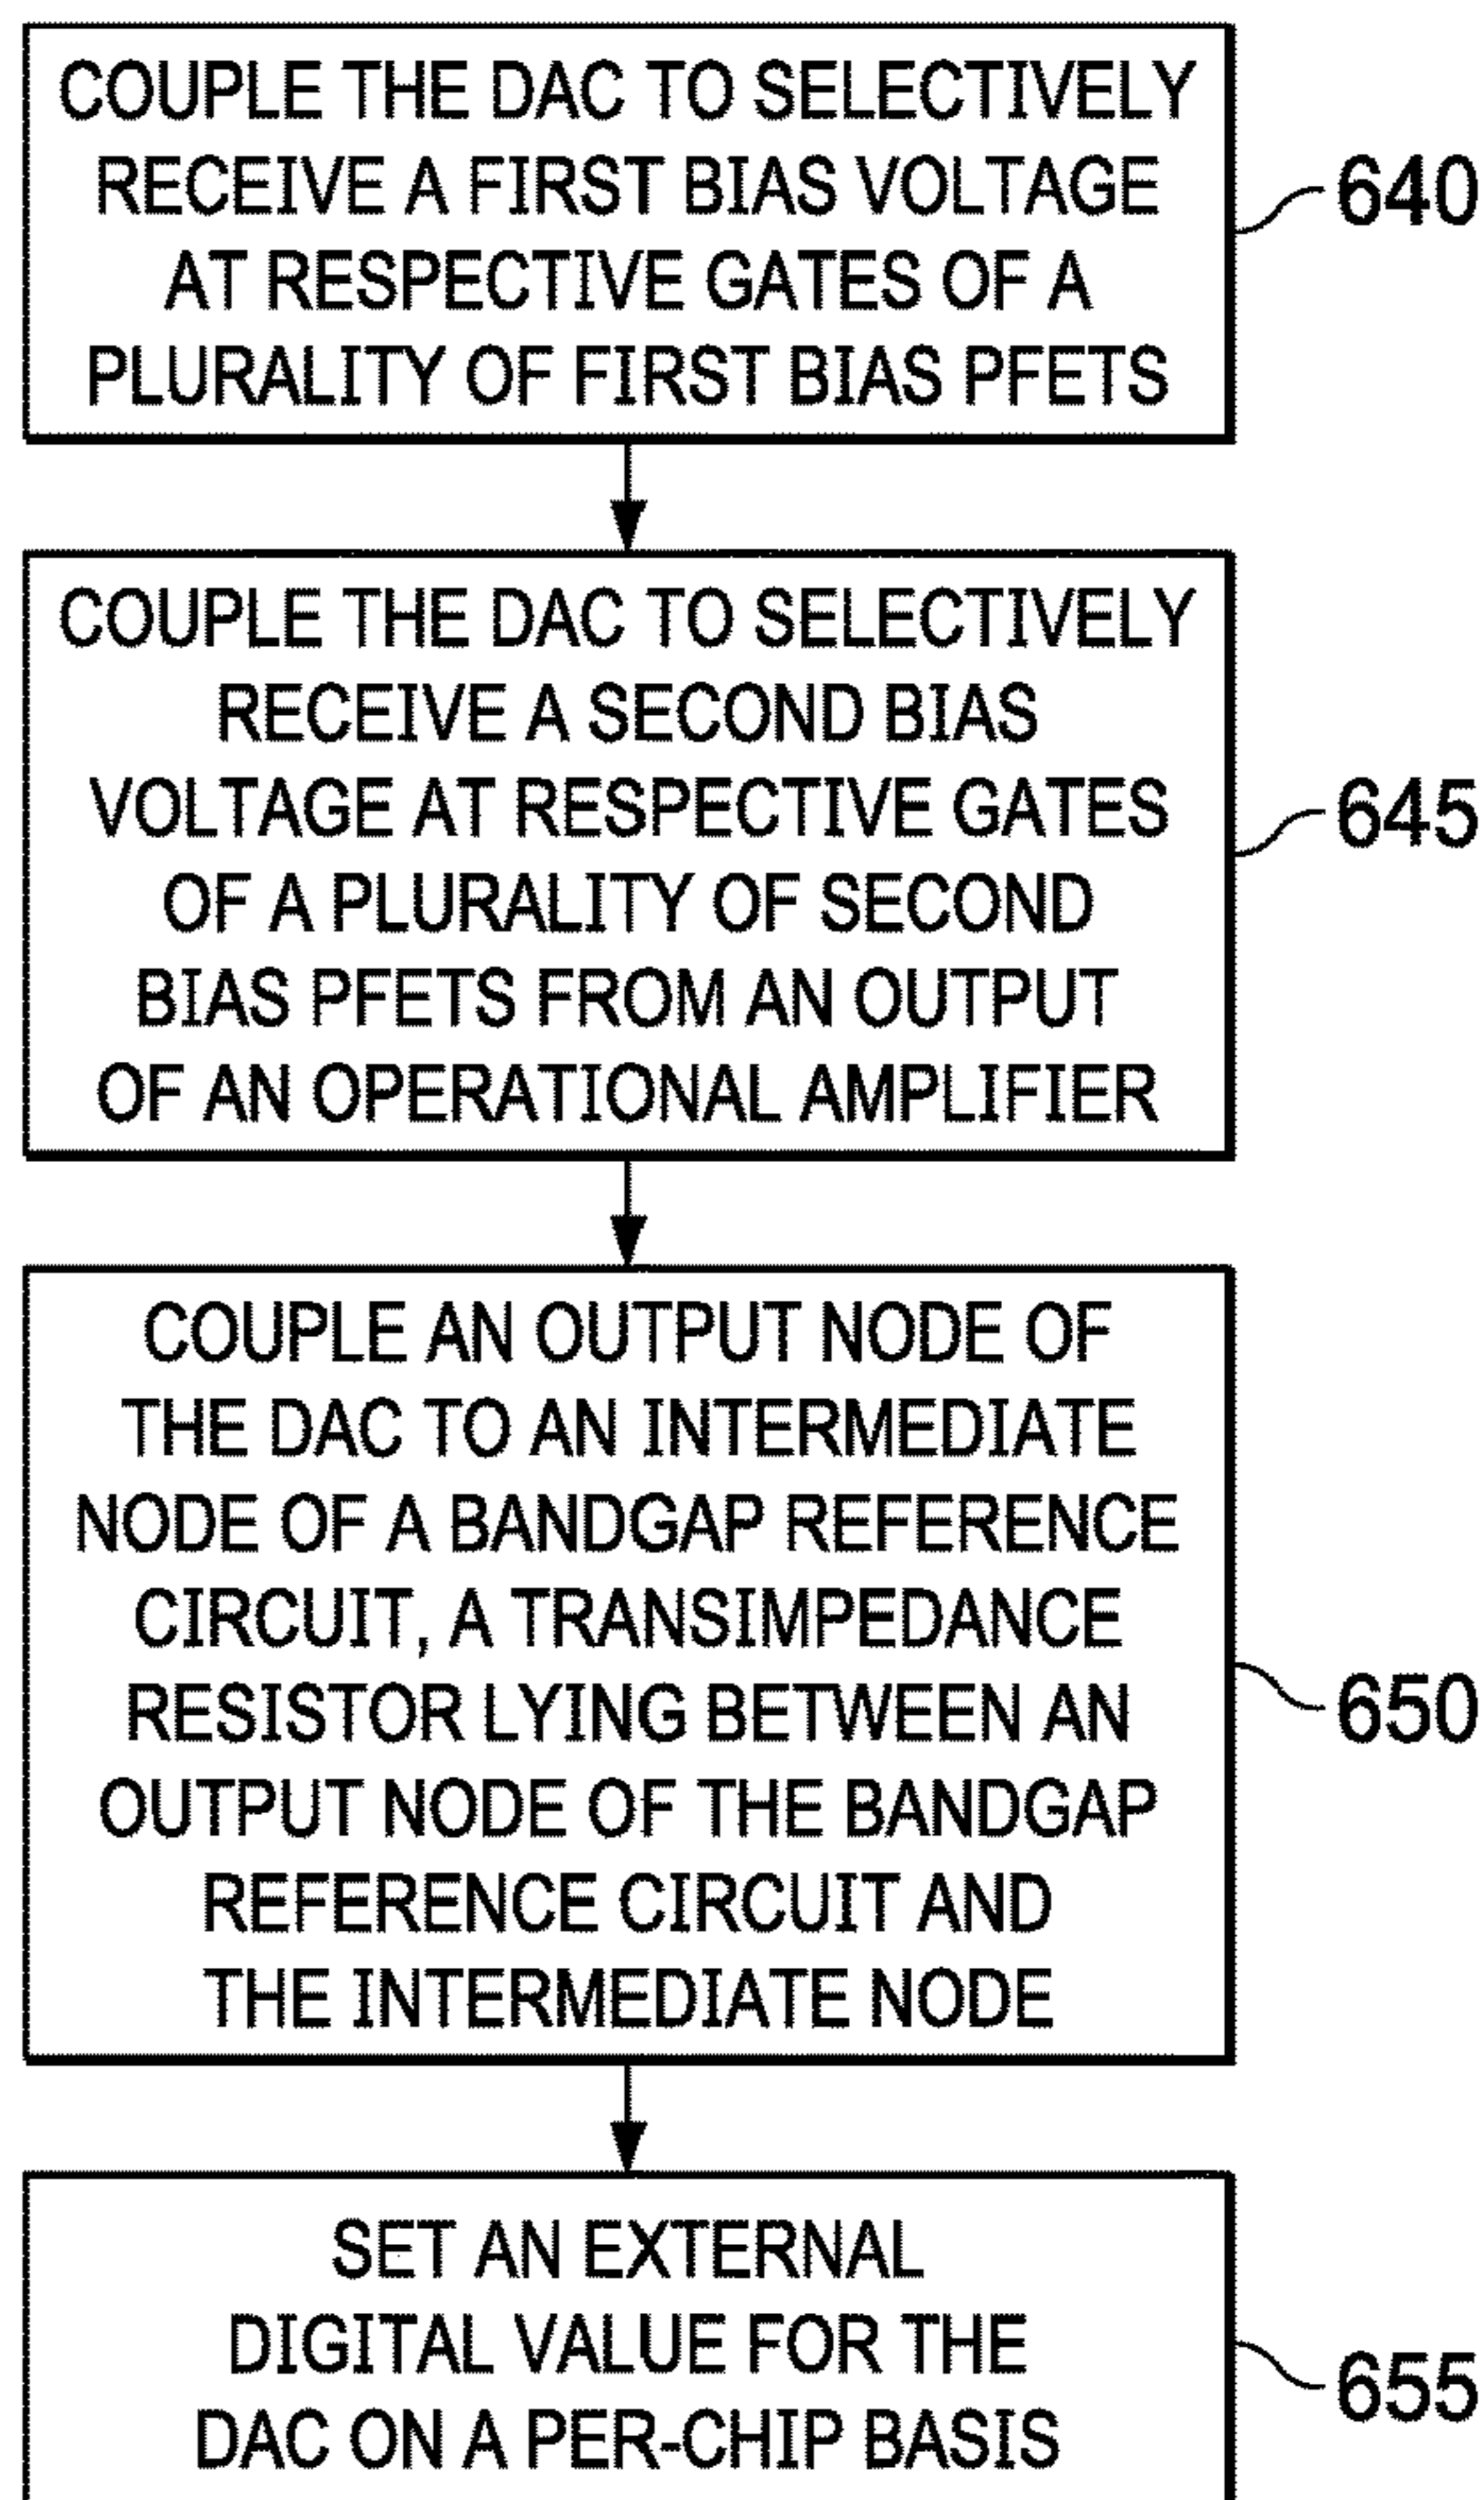 COUPLE THE DAC TO SELECTIVELY
RECEIVE A FIRST BIAS VOLTAGE
AT RESPECTIVE GATES OF A
PLURALITY OF FIRST BIAS PFETS
640
COUPLE THE DAC TO SELECTIVELY
RECEIVE A SECOND BIAS
VOLTAGE AT RESPECTIVE GATES
OF A PLURALITY OF SECOND
BIAS PFETS FROM AN OUTPUT
OF AN OPERATIONAL AMPLIFIER
645
COUPLE AN OUTPUT NODE OF
THE DAC TO AN INTERMEDIATE
NODE OF A BANDGAP REFERENCE
CIRCUIT, A TRANSIMPEDANCE
RESISTOR LYING BETWEEN AN
OUTPUT NODE OF THE BANDGAP
REFERENCE CIRCUIT AND
THE INTERMEDIATE NODE
650
SET AN EXTERNAL
DIGITAL VALUE FOR THE
DAC ON A PER-CHIP BASIS
655